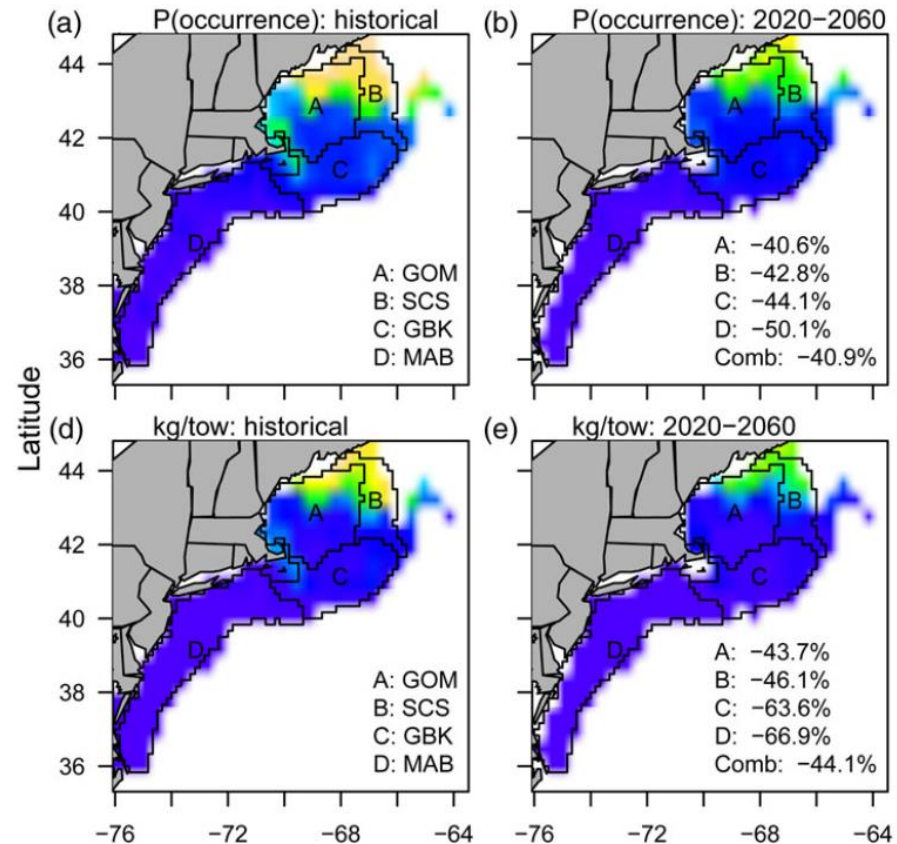 (a) P(occurrence): historical
(b) P(occurrence): 2020−2060
44
42
40
38
36
A
B
C
D
A: GOM
B: SCS
C: GBK
D: MAB
A
B
C
D
A: −40.6%
B: −42.8%
C: −44.1%
D: −50.1%
Comb: −40.9%
Latitude
(d) kg/tow: historical
(e) kg/tow: 2020−2060
44
42
40
38
36
A
B
C
D
A: GOM
B: SCS
C: GBK
D: MAB
A
B
C
D
A: −43.7%
B: −46.1%
C: −63.6%
D: −66.9%
Comb: −44.1%
−76 −72 −68 −64
−76 −72 −68 −64